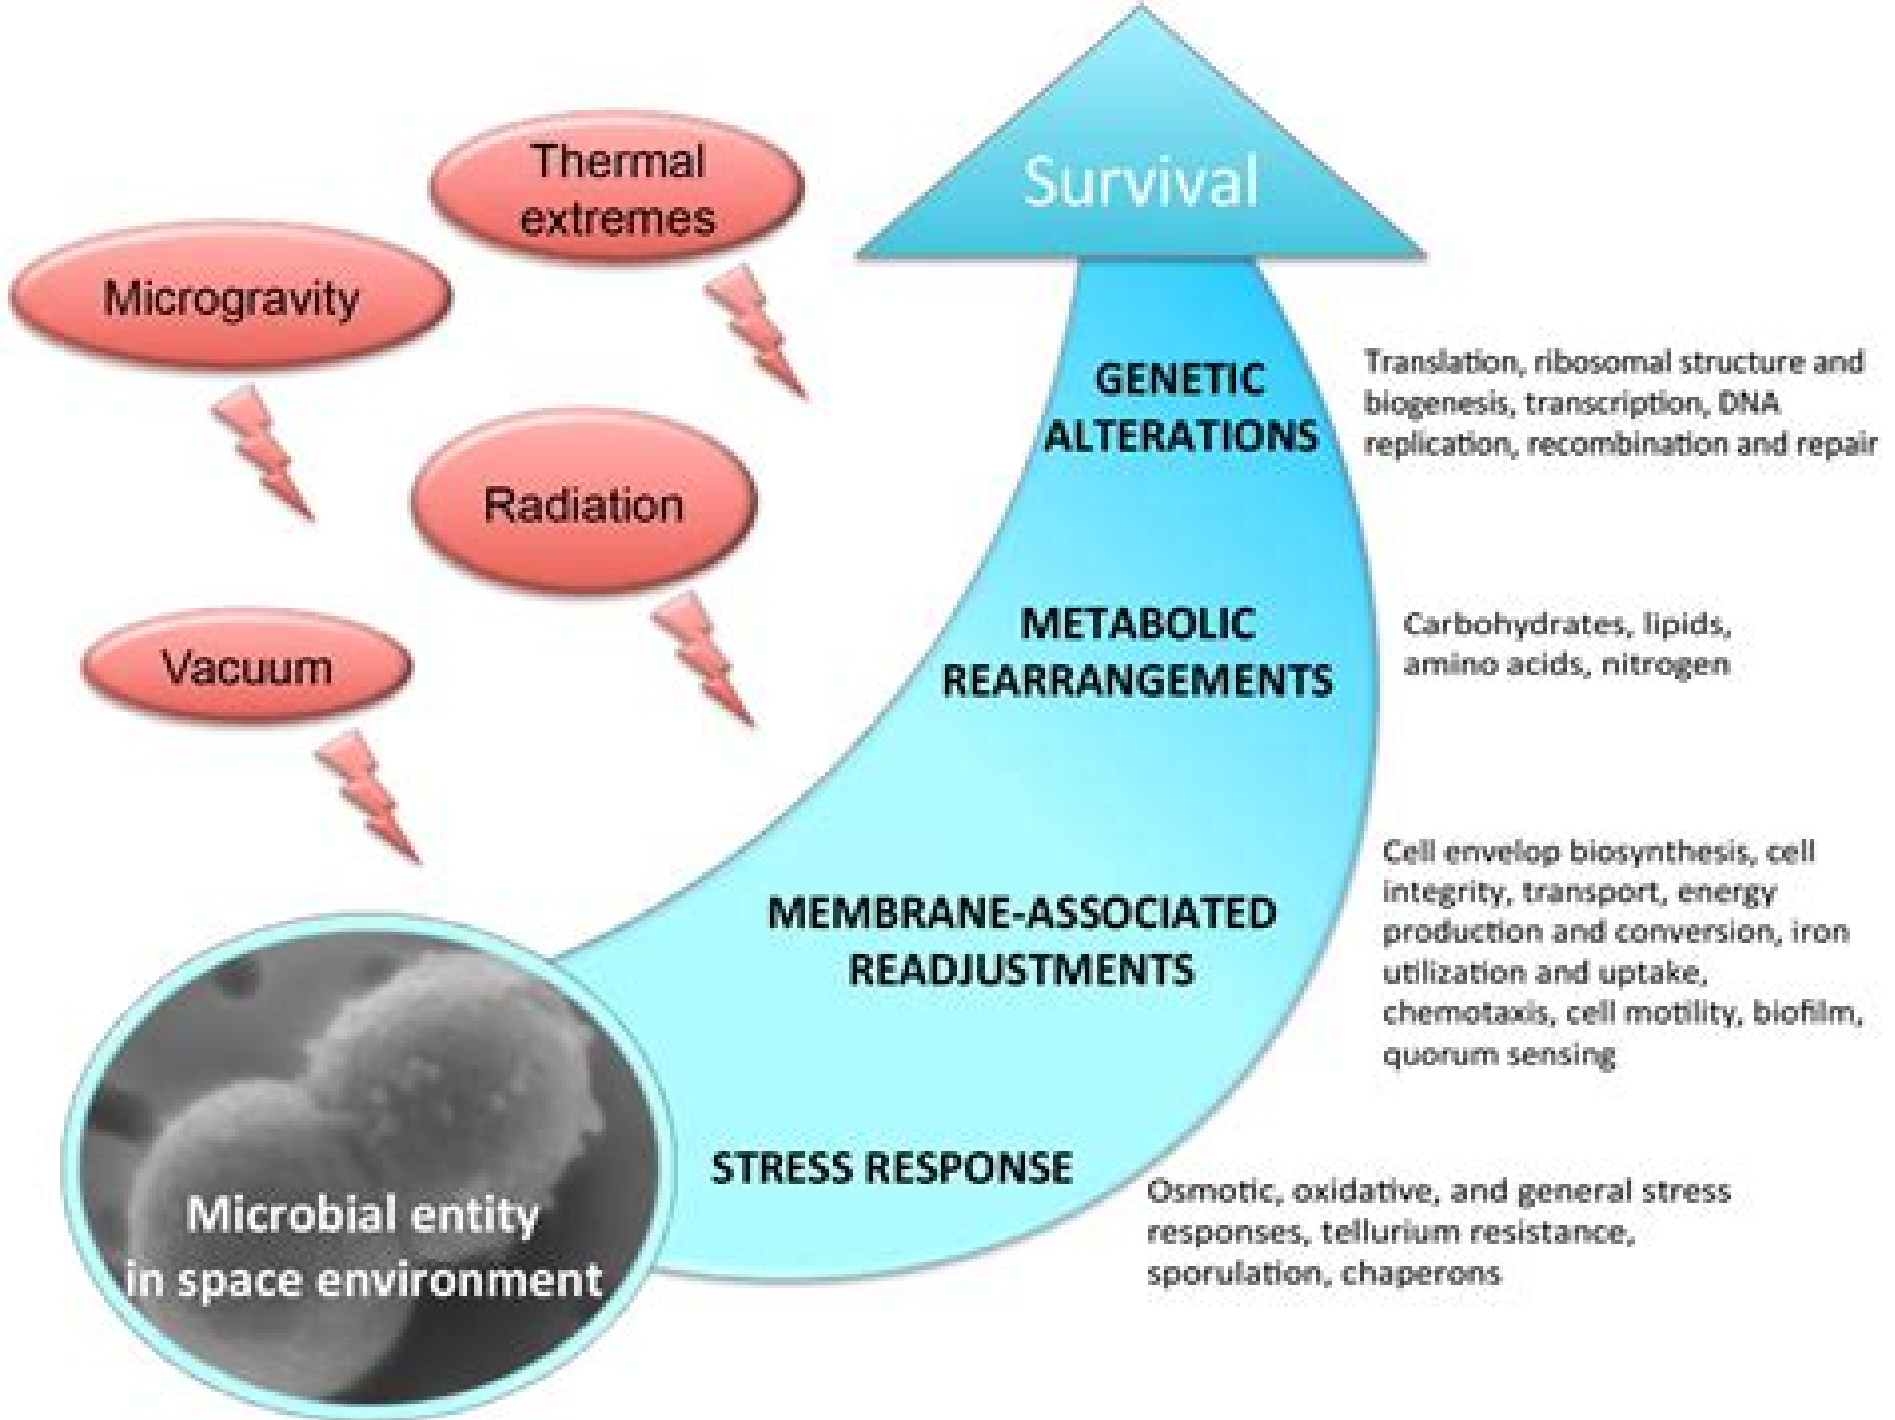 Thermal
extremes
Microgravity
Radiation
Vacuum
Survival
GENETIC
ALTERATIONS
Translation, ribosomal structure and
biogenesis, transcription, DNA
replication, recombination and repair
METABOLIC
REARRANGEMENTS
Carbohydrates, lipids,
amino acids, nitrogen
MEMBRANE-ASSOCIATED
READJUSTMENTS
Cell envelop biosynthesis, cell
integrity, transport, energy
production and conversion, iron
utilization and uptake,
chemotaxis, cell motility, biofilm,
quorum sensing
STRESS RESPONSE
Osmotic, oxidative, and general stress
responses, tellurium resistance,
sporulation, chaperons
Microbial entity
in space environment